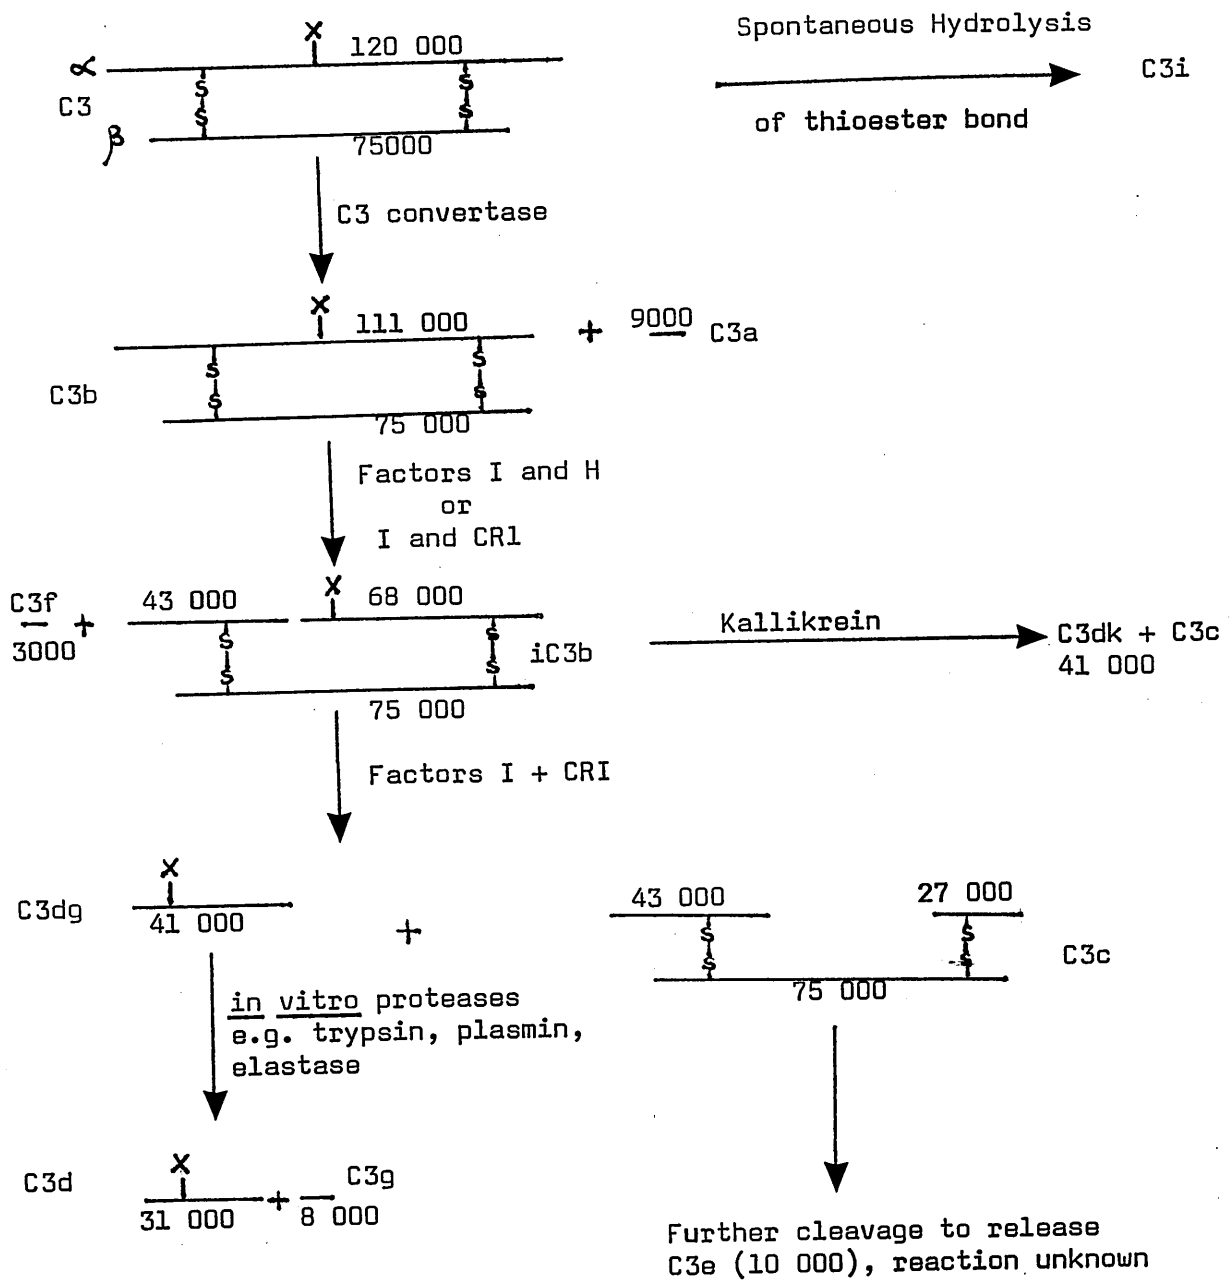 X
120 000
Spontaneous Hydrolysis
C3i
of thioester bond
α
C3
S S
S S
β
75000
C3 convertase
X
111 000
+ 9000 C3a
S S
S S
C3b
75 000
Factors I and H
or
I and CR1
X
C3f
3000
+
43 000
68 000
S S
S S
iC3b
75 000
Kallikrein
C3dk + C3c
41 000
Factors I + CRI
X
C3dg
41 000
+
43 000
27 000
S S
S S
C3c
75 000
in vitro proteases
e.g. trypsin, plasmin,
elastase
C3d
X
31 000
+
C3g
8 000
Further cleavage to release
C3e (10 000), reaction unknown